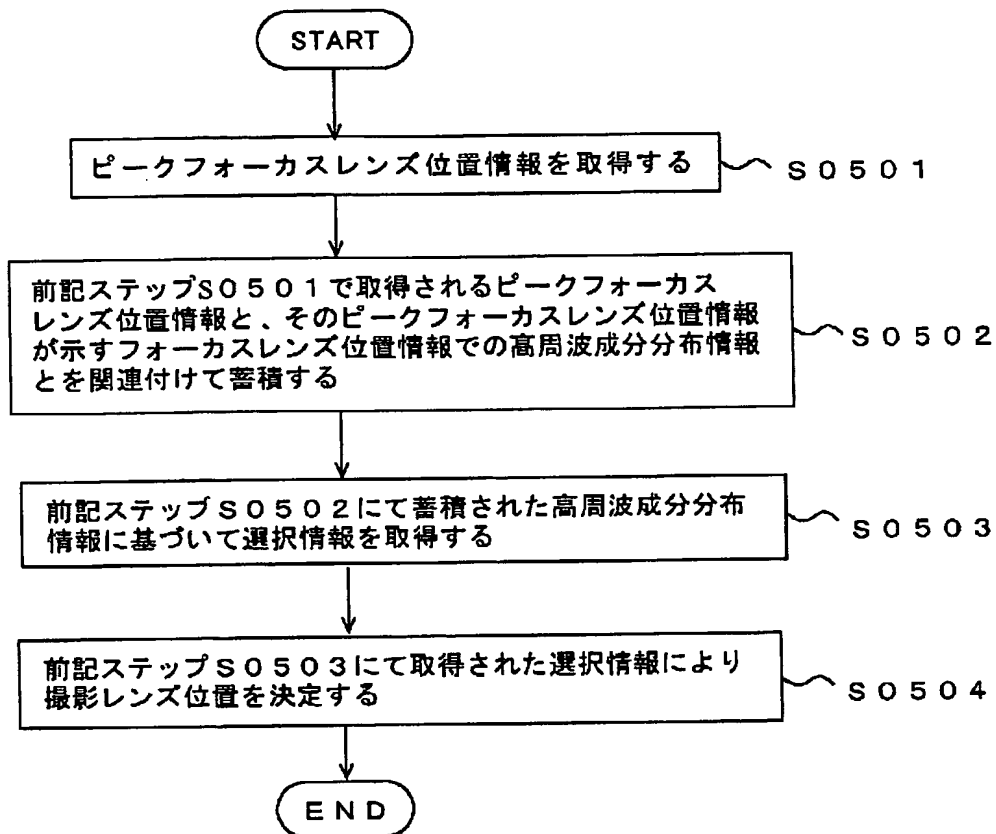 START
ピークフォーカスレンズ位置情報を取得する
S0501
前記ステップS0501で取得されるピークフォーカス
レンズ位置情報と、そのピークフォーカスレンズ位置情報
が示すフォーカスレンズ位置情報での高周波成分分布情報
とを関連付けて蓄積する
S0502
前記ステップS0502にて蓄積された高周波成分分布
情報に基づいて選択情報を取得する
S0503
前記ステップS0503にて取得された選択情報により
撮影レンズ位置を決定する
S0504
END